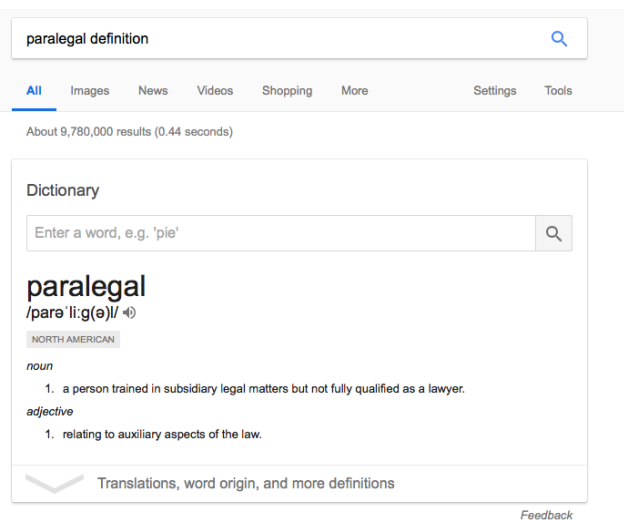 paralegal definition
All Images News Videos Shopping More Settings Tools
About 9,780,000 results (0.44 seconds)
Dictionary
Enter a word, e.g. 'pie'
paralegal
/parəˈliːɡ(ə)l/
NORTH AMERICAN
noun
1. a person trained in subsidiary legal matters but not fully qualified as a lawyer.
adjective
1. relating to auxiliary aspects of the law.
Translations, word origin, and more definitions
Feedback